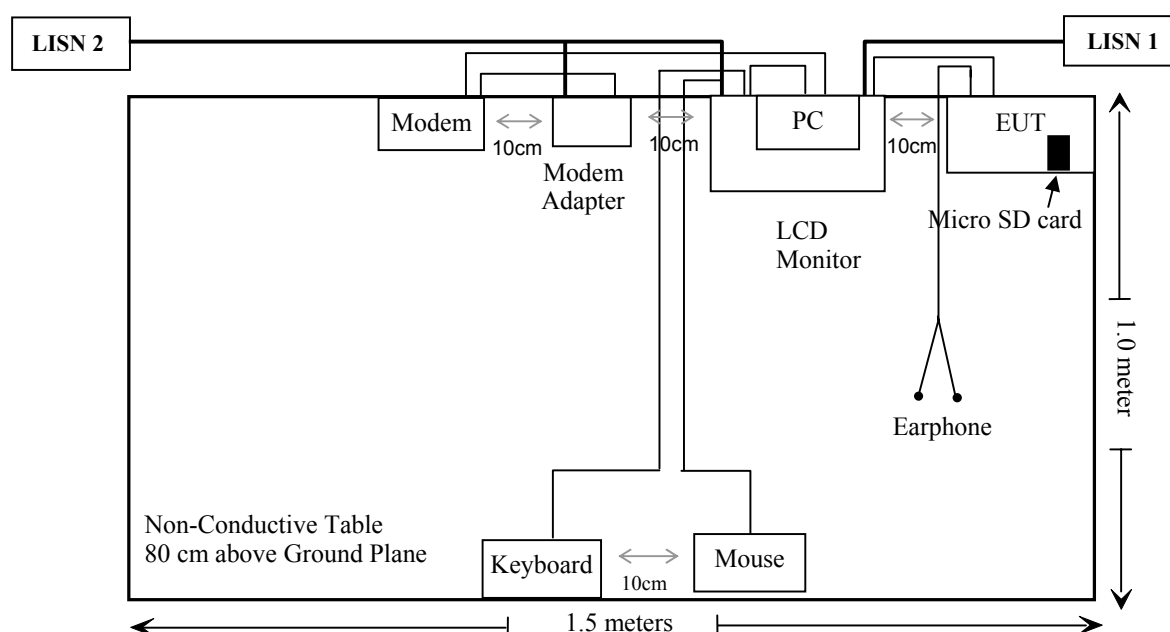 LISN 2
LISN 1
Modem
PC
EUT
10cm
10cm
10cm
Modem
Adapter
Micro SD card
LCD
Monitor
1.0 meter
Earphone
Non-Conductive Table
80 cm above Ground Plane
Keyboard
Mouse
10cm
1.5 meters